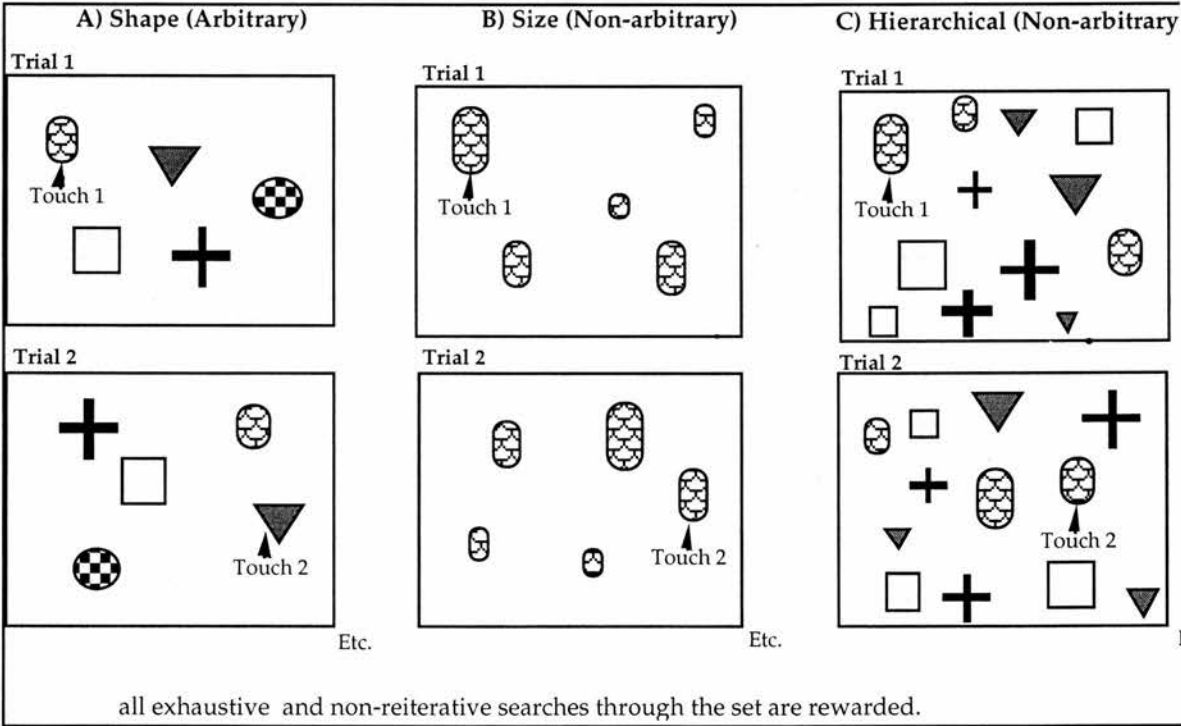 A) Shape (Arbitrary)
B) Size (Non-arbitrary)
C) Hierarchical (Non-arbitrary
Trial 1
Touch 1
Trial 1
Touch 1
Trial 1
Touch 1
Trial 2
Touch 2
Etc.
Trial 2
Touch 2
Etc.
Trial 2
Touch 2
all exhaustive and non-reiterative searches through the set are rewarded.